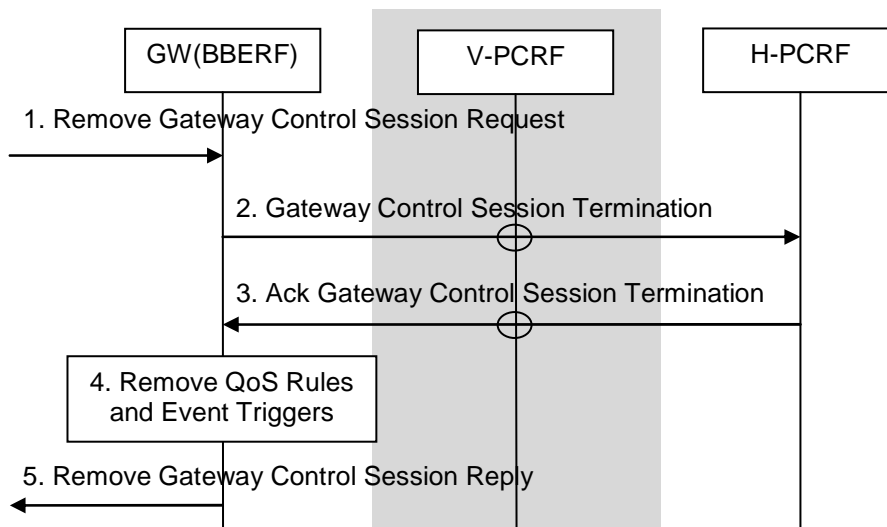 GW(BBERF)
V-PCRF
H-PCRF
1. Remove Gateway Control Session Request
2. Gateway Control Session Termination
3. Ack Gateway Control Session Termination
4. Remove QoS Rules
and Event Triggers
5. Remove Gateway Control Session Reply